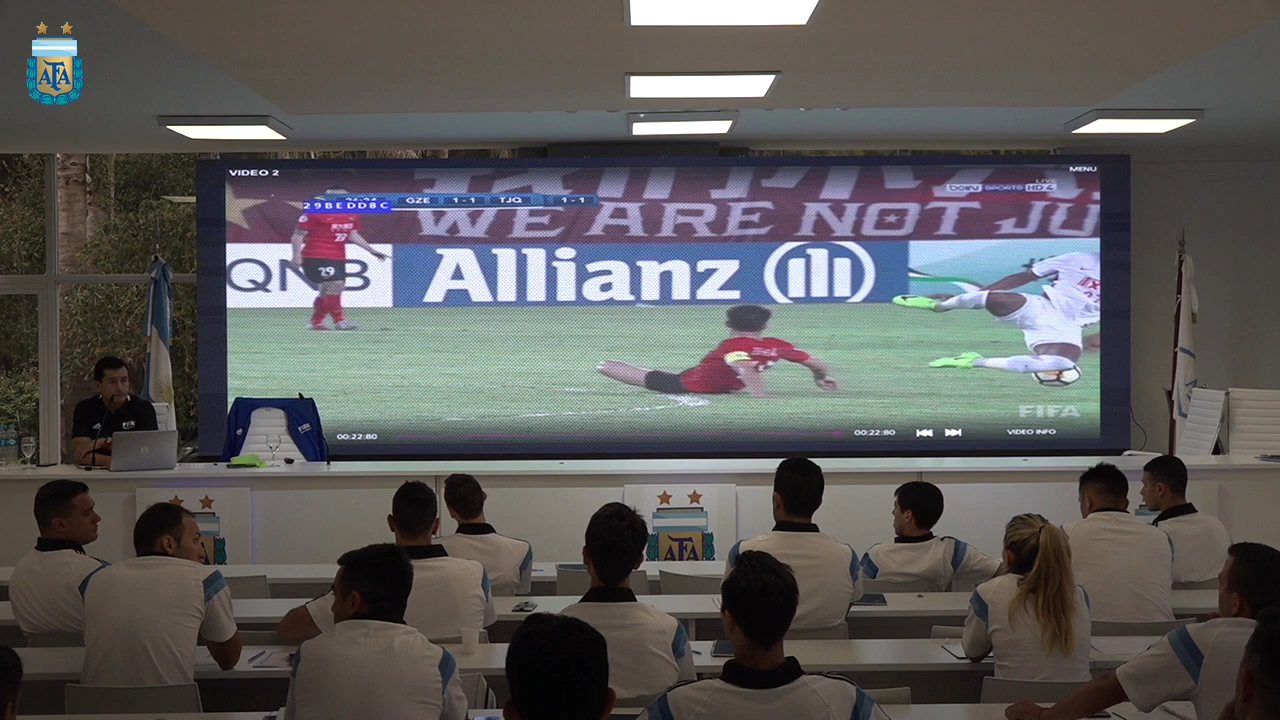 AFA
VIDEO 2
MENU
LIVE
beIN SPORTS HD 4
29BEDD8C
GZE 1 - 1 TJQ 1 - 1
WE ARE NOT JU
QNB
Allianz
29
FIFA
00:22:80
00:22:80
VIDEO INFO
AFA